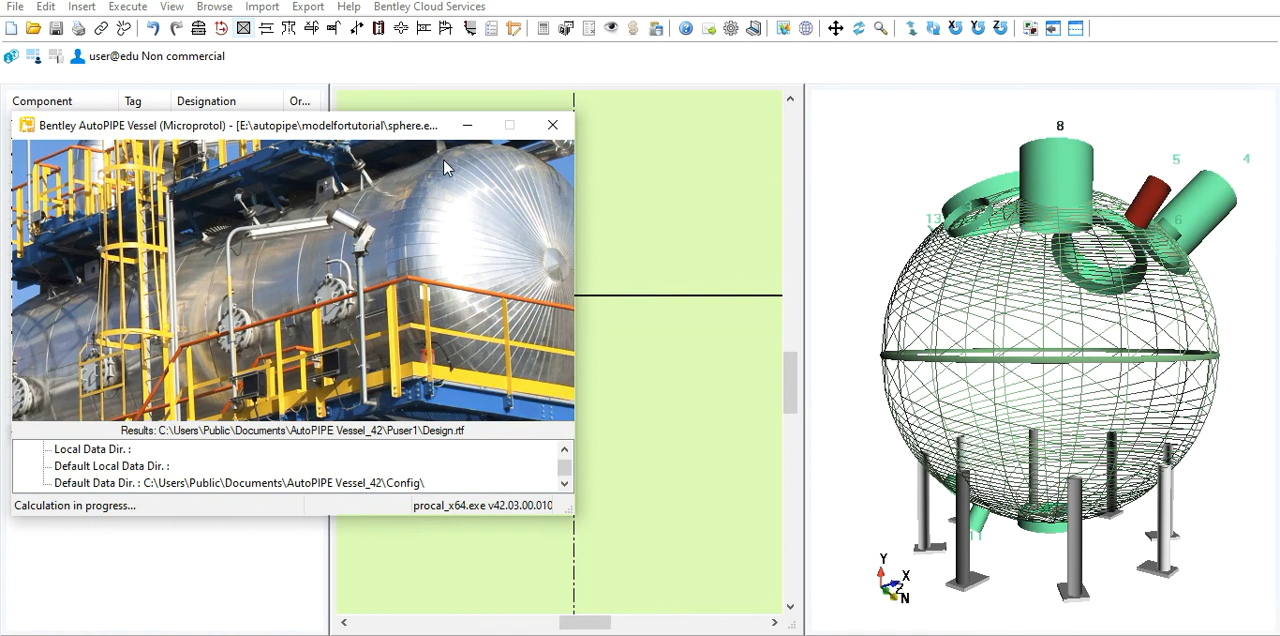 File Edit Insert Execute View Browse Import Export Help Bentley Cloud Services
user@edu Non commercial
Component Tag Designation Or...
Bentley AutoPIPE Vessel (Microprotol) - [E:\autopipe\modelfortutorial\sphere.e...
Results: C:\Users\Public\Documents\AutoPIPE Vessel_42\Puser1\Design.rtf
Local Data Dir. :
Default Local Data Dir. :
Default Data Dir. : C:\Users\Public\Documents\AutoPIPE Vessel_42\Config\
Calculation in progress... procal_x64.exe v42.03.00.010
8
5 4
13 6
11
Y
X
Z
N